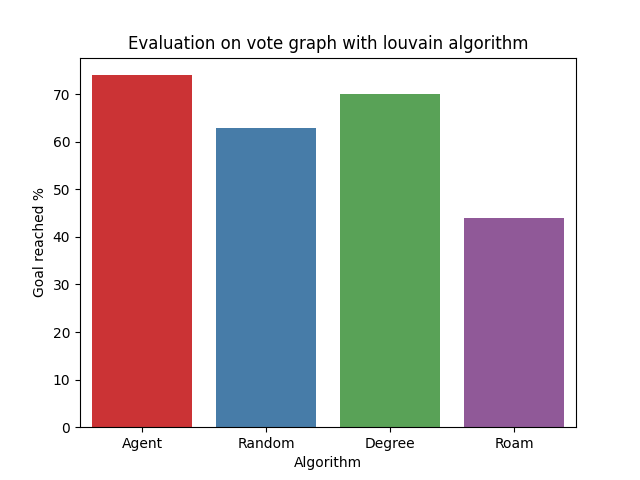 Evaluation on vote graph with louvain algorithm
Goal reached %
70
60
50
40
30
20
10
0
Agent Random Degree Roam
Algorithm